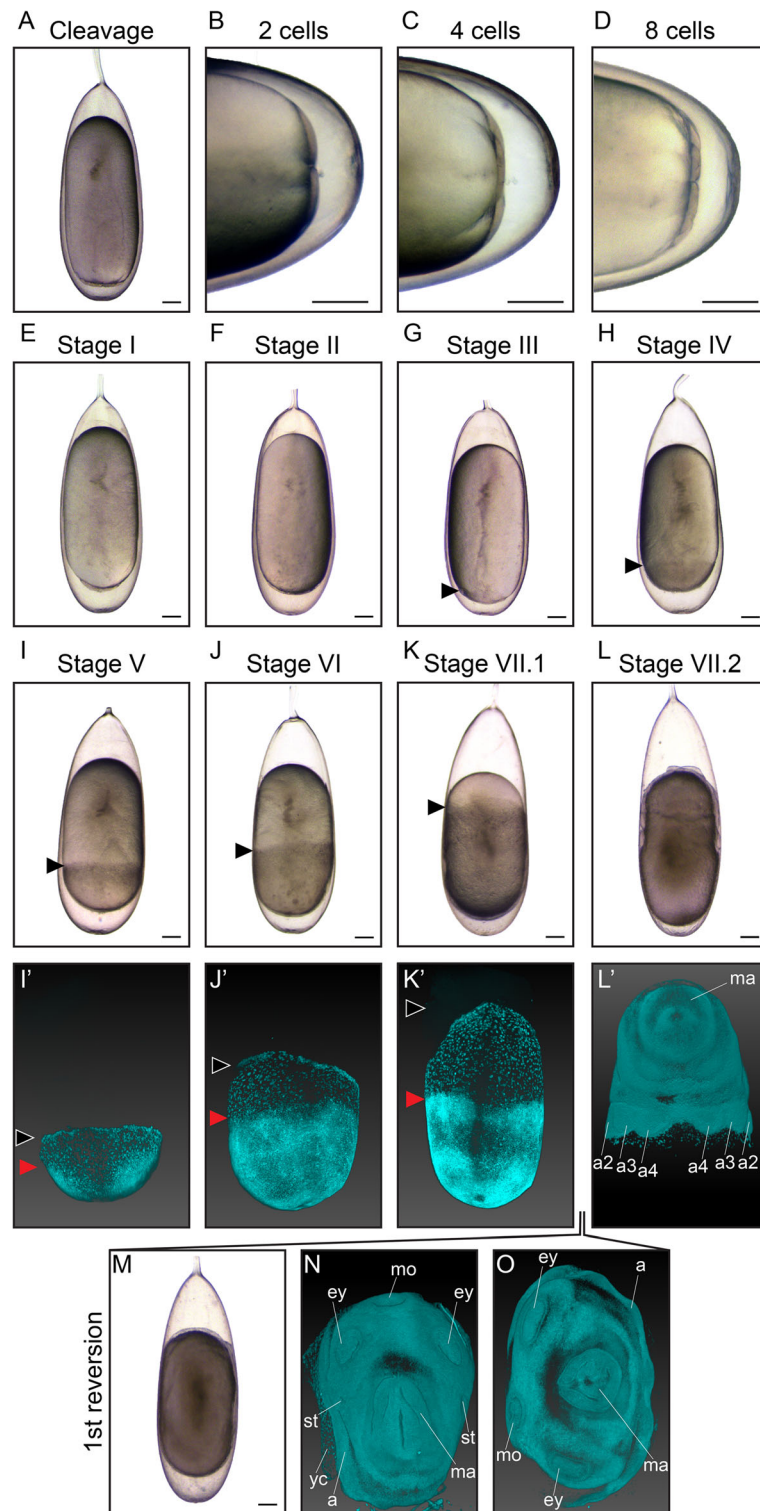 A Cleavage
B 2 cells
C 4 cells
D 8 cells
E Stage I
F Stage II
G Stage III
H Stage IV
I Stage V
J Stage VI
K Stage VII.1
L Stage VII.2
I’
J’
K’
L’
ma
a2
a3
a4
a4
a3
a2
1st reversion
M
N
mo
ey
ey
st
st
yc
a
ma
O
ey
a
mo
ma
ey